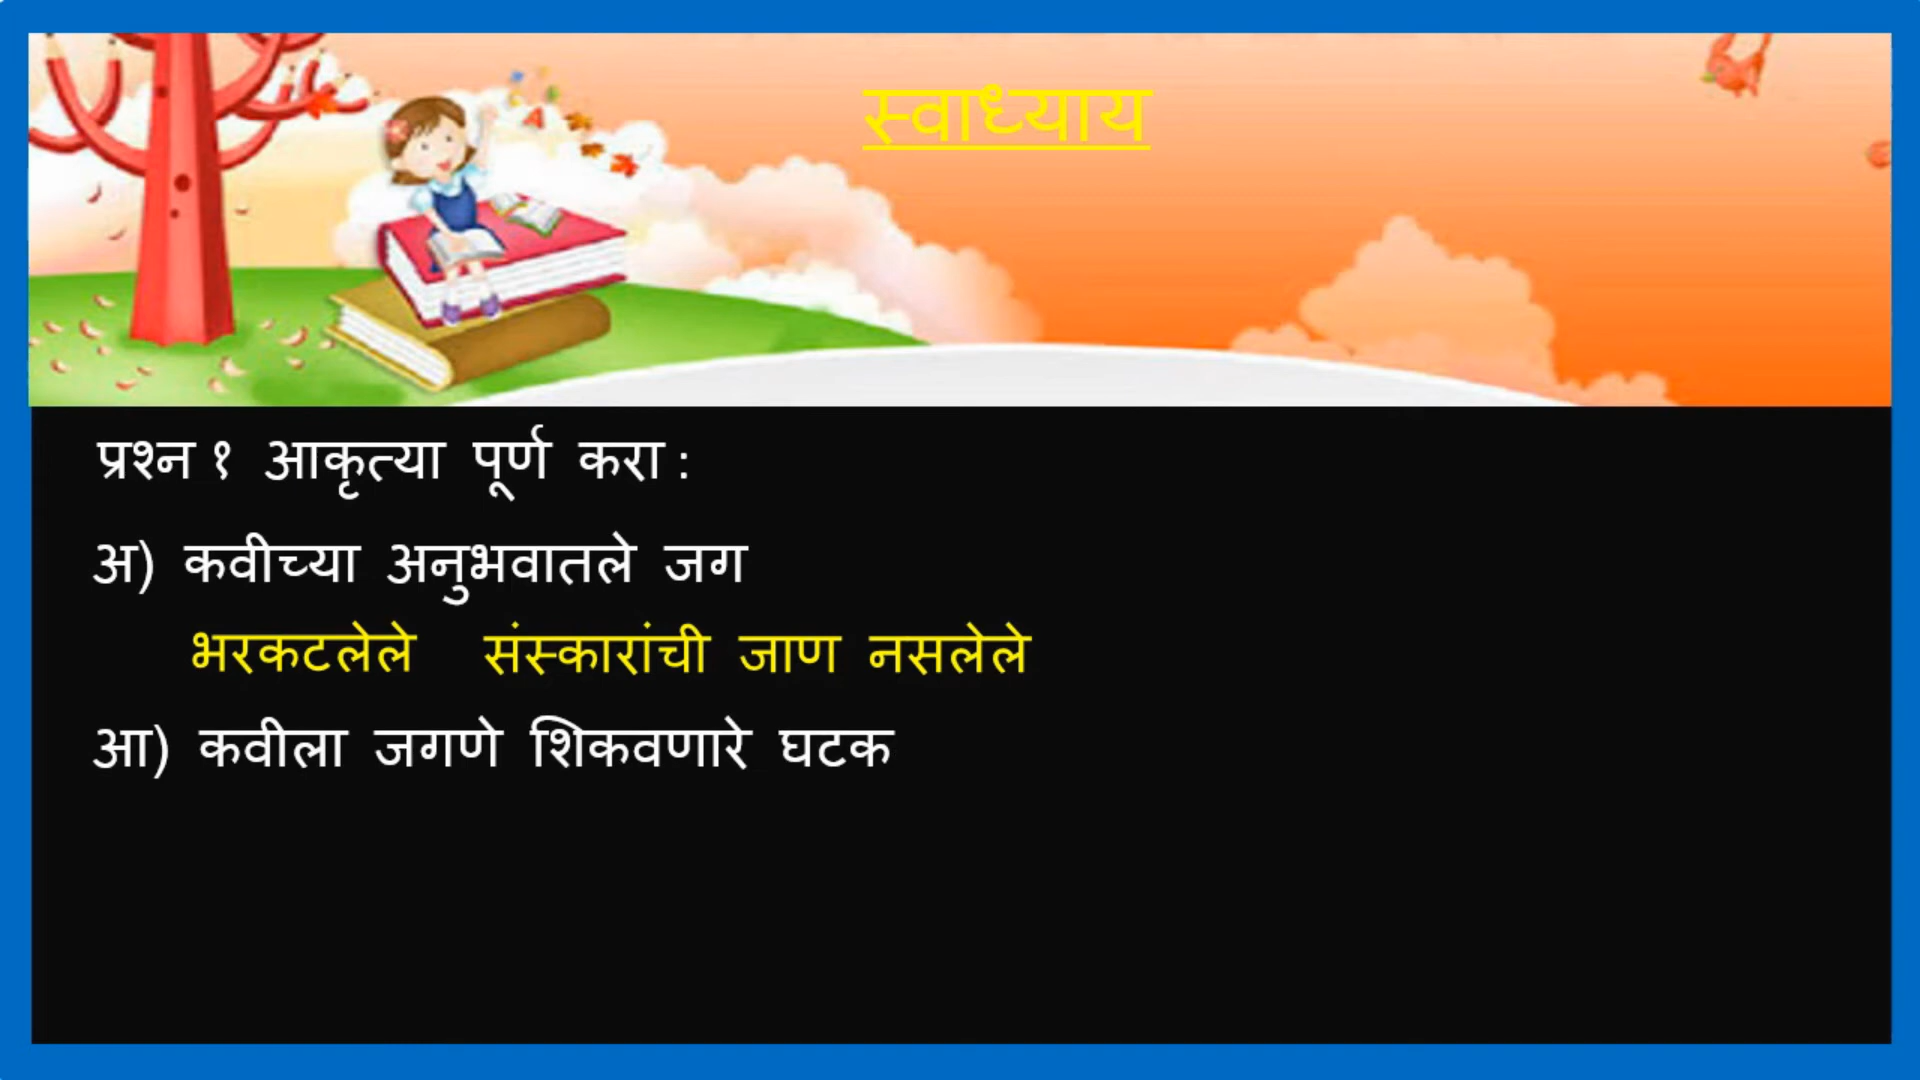 स्वाध्याय
प्रश्न १ आकृत्या पूर्ण करा :
अ) कवीच्या अनुभवातले जग
भरकटलेले संस्कारांची जाण नसलेले
आ) कवीला जगणे शिकवणारे घटक